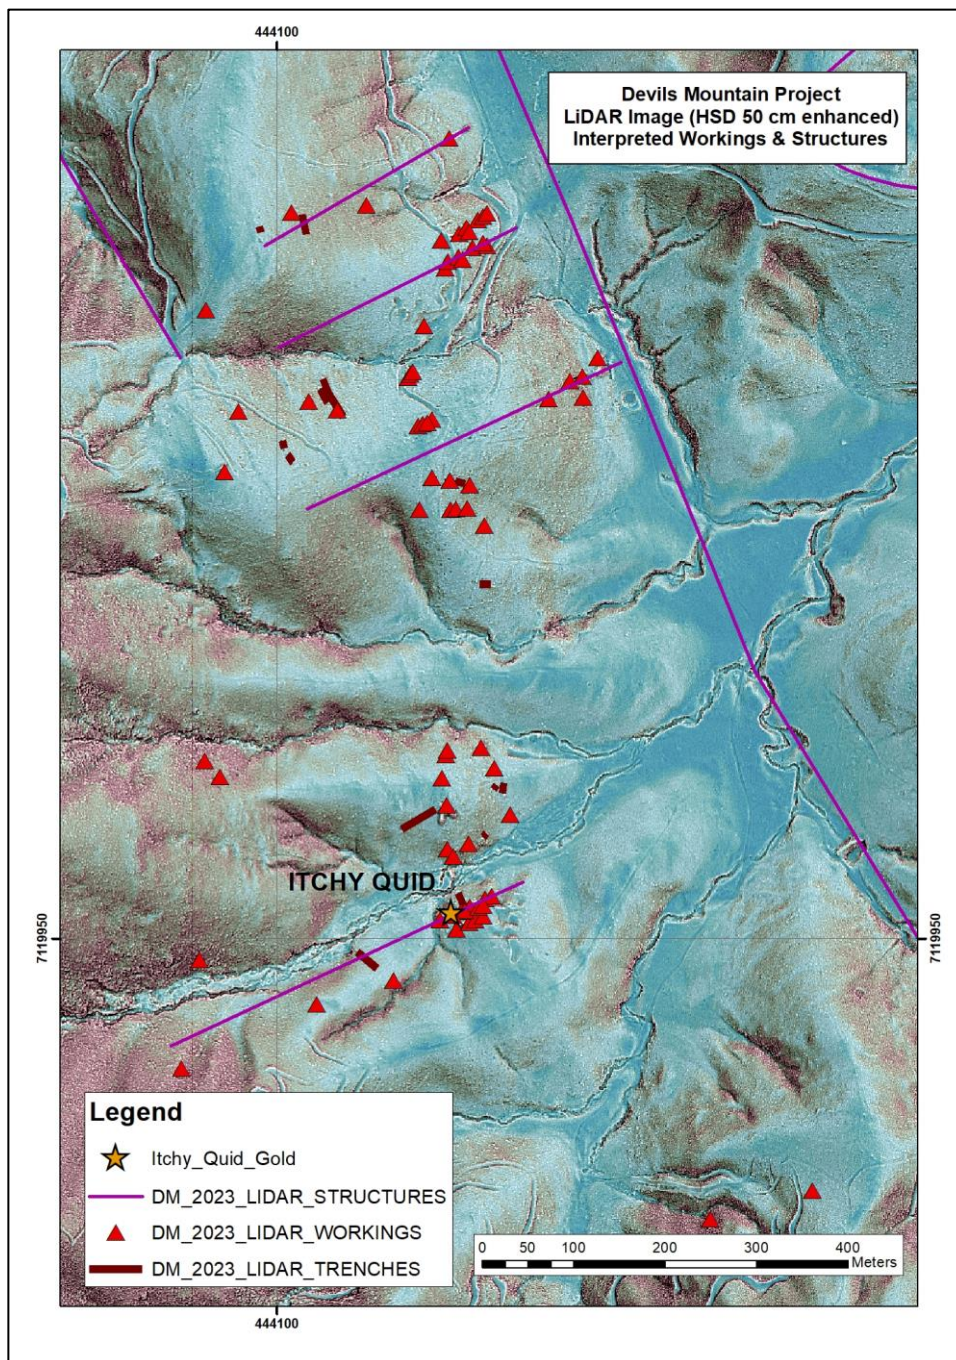 444100
Devils Mountain Project
LiDAR Image (HSD 50 cm enhanced)
Interpreted Workings & Structures
ITCHY QUID
7119950
7119950
Legend
Itchy_Quid_Gold
DM_2023_LIDAR_STRUCTURES
DM_2023_LIDAR_WORKINGS
DM_2023_LIDAR_TRENCHES
0 50 100 200 300 400
Meters
444100